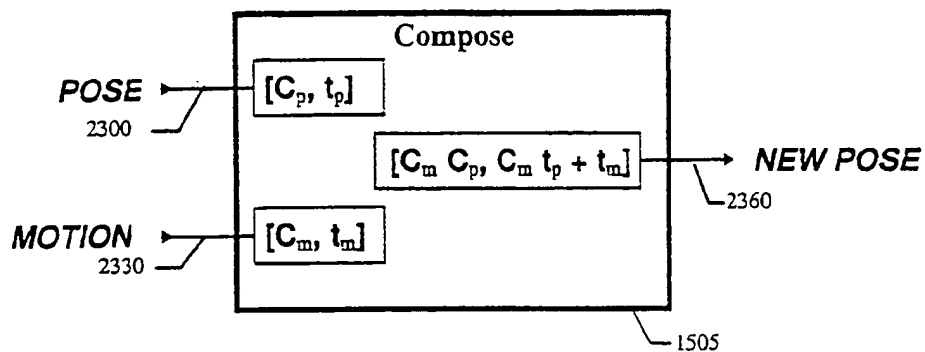 Compose
POSE
[Cp, tp]
2300
[Cm Cp, Cm tp + tm]
NEW POSE
2360
MOTION
[Cm, tm]
2330
1505